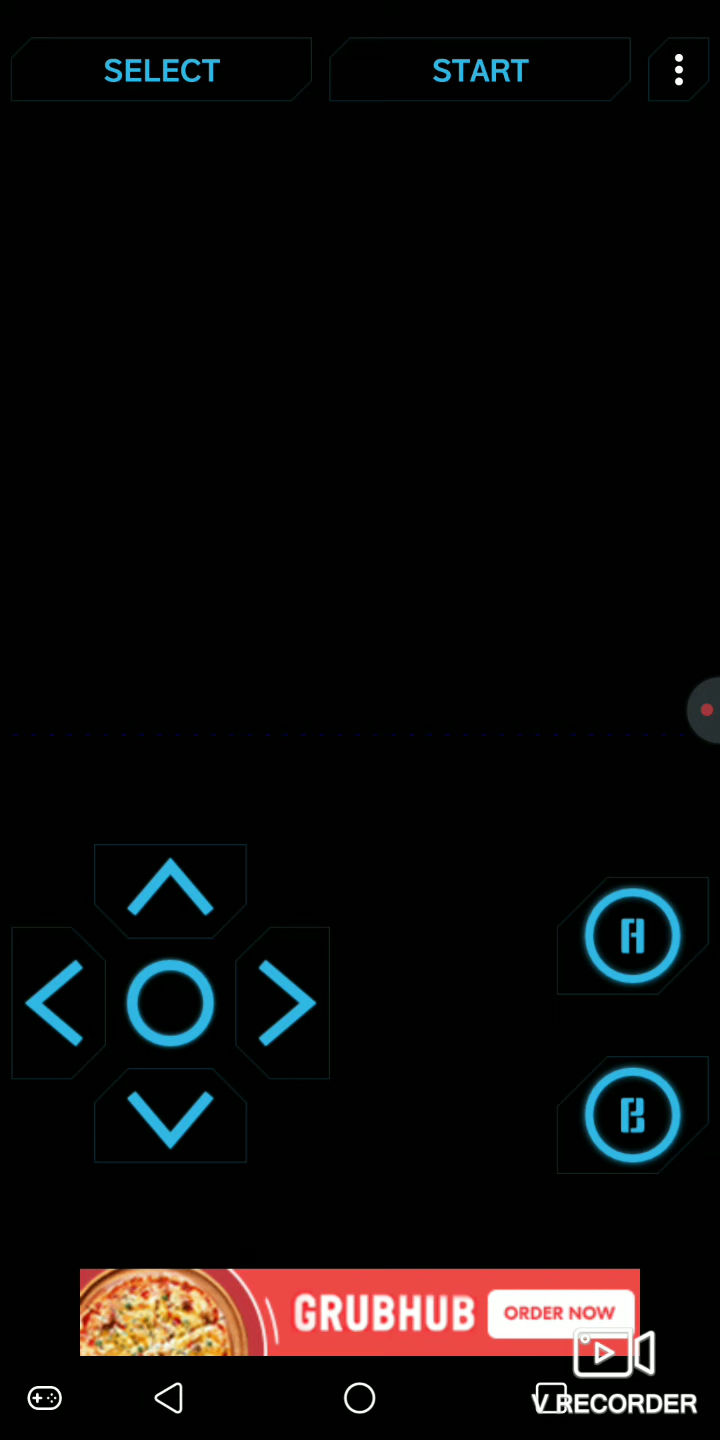 SELECT
START
A
B
GRUBHUB
ORDER NOW
V RECORDER